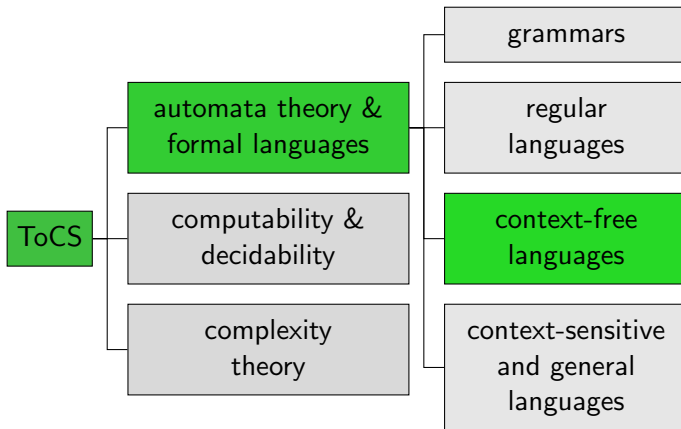 ToCS
automata theory &
formal languages
computability &
decidability
complexity
theory
grammars
regular
languages
context-free
languages
context-sensitive
and general
languages